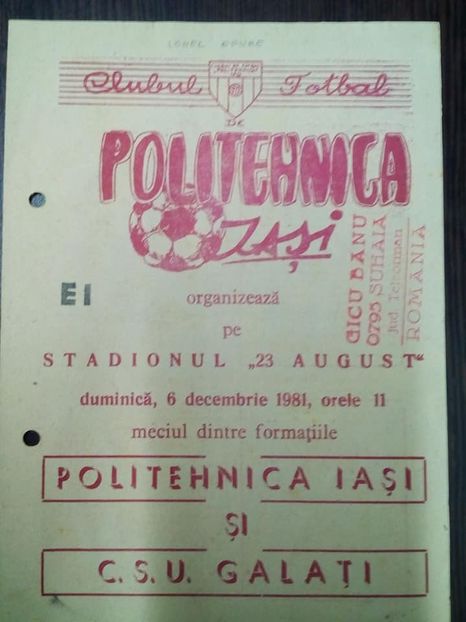 Clubul Fotbal
De
POLITEHNICA
IAȘI
GICU BANU
0795 SUHAIA
Jud Teleorman
ROMANIA
EI
organizează
pe
STADIONUL „23 AUGUST“
duminică, 6 decembrie 1981, orele 11
meciul dintre formațiile
POLITEHNICA IAȘI
ȘI
C.S.U. GALAȚI